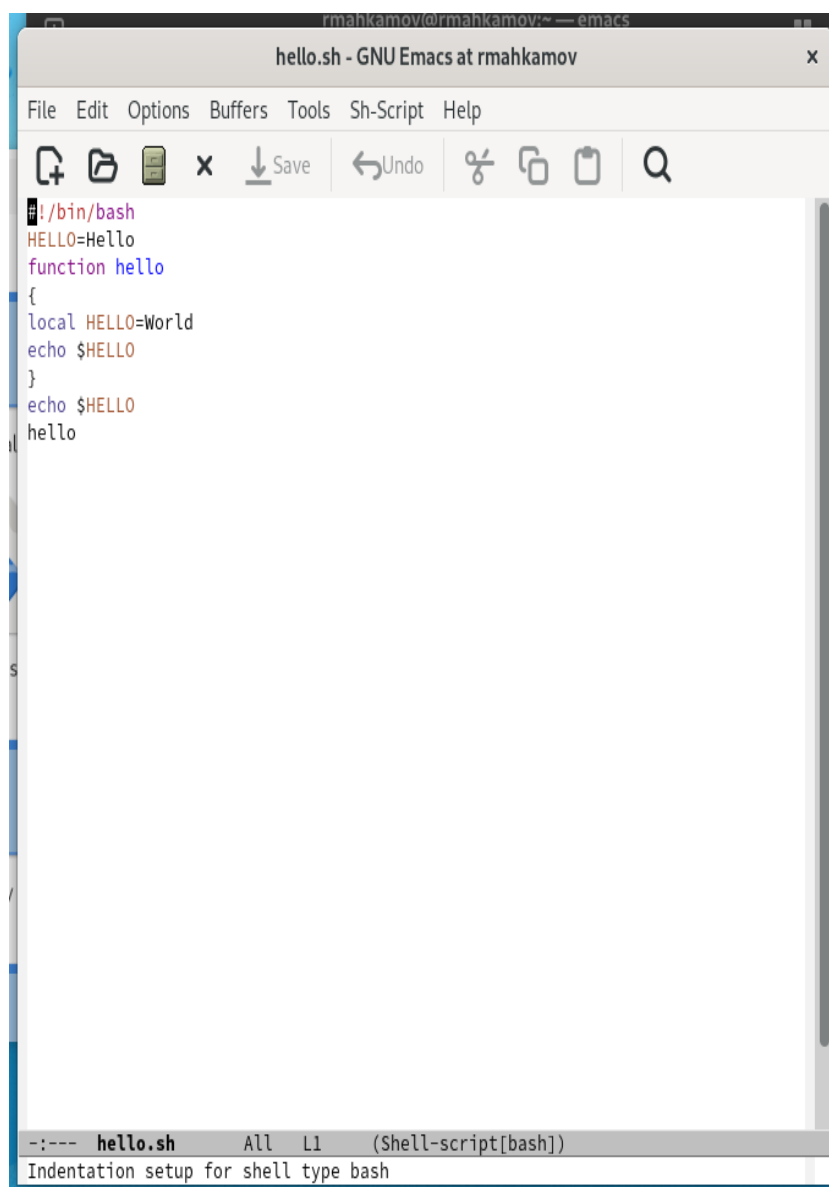 rmahkamov@rmahkamov:~ — emacs
hello.sh - GNU Emacs at rmahkamov
File Edit Options Buffers Tools Sh-Script Help
Save Undo
#!/bin/bash
HELLO=Hello
function hello
{
local HELLO=World
echo $HELLO
}
echo $HELLO
hello
-:--- hello.sh All L1 (Shell-script[bash])
Indentation setup for shell type bash